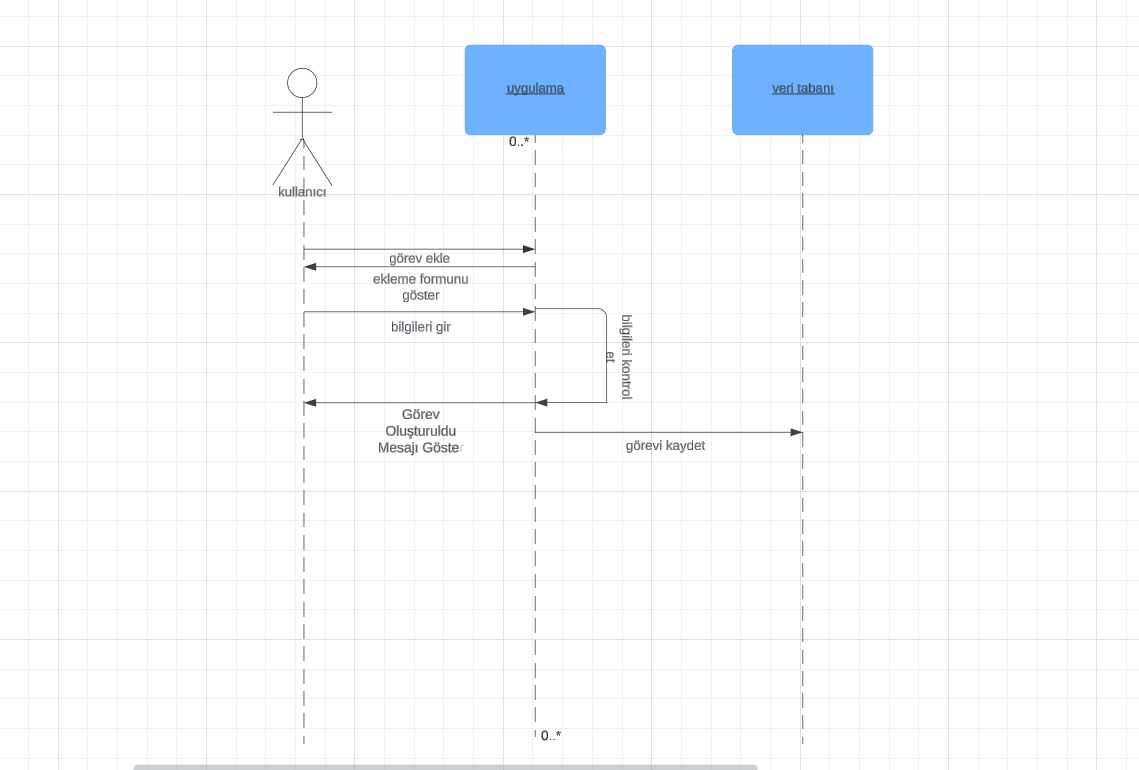 uygulama
veri tabanı
0..*
kullanıcı
görev ekle
ekleme formunu
göster
bilgileri gir
bilgileri kontrol
et
Görev
Oluşturuldu
Mesajı Göster
görevi kaydet
0..*